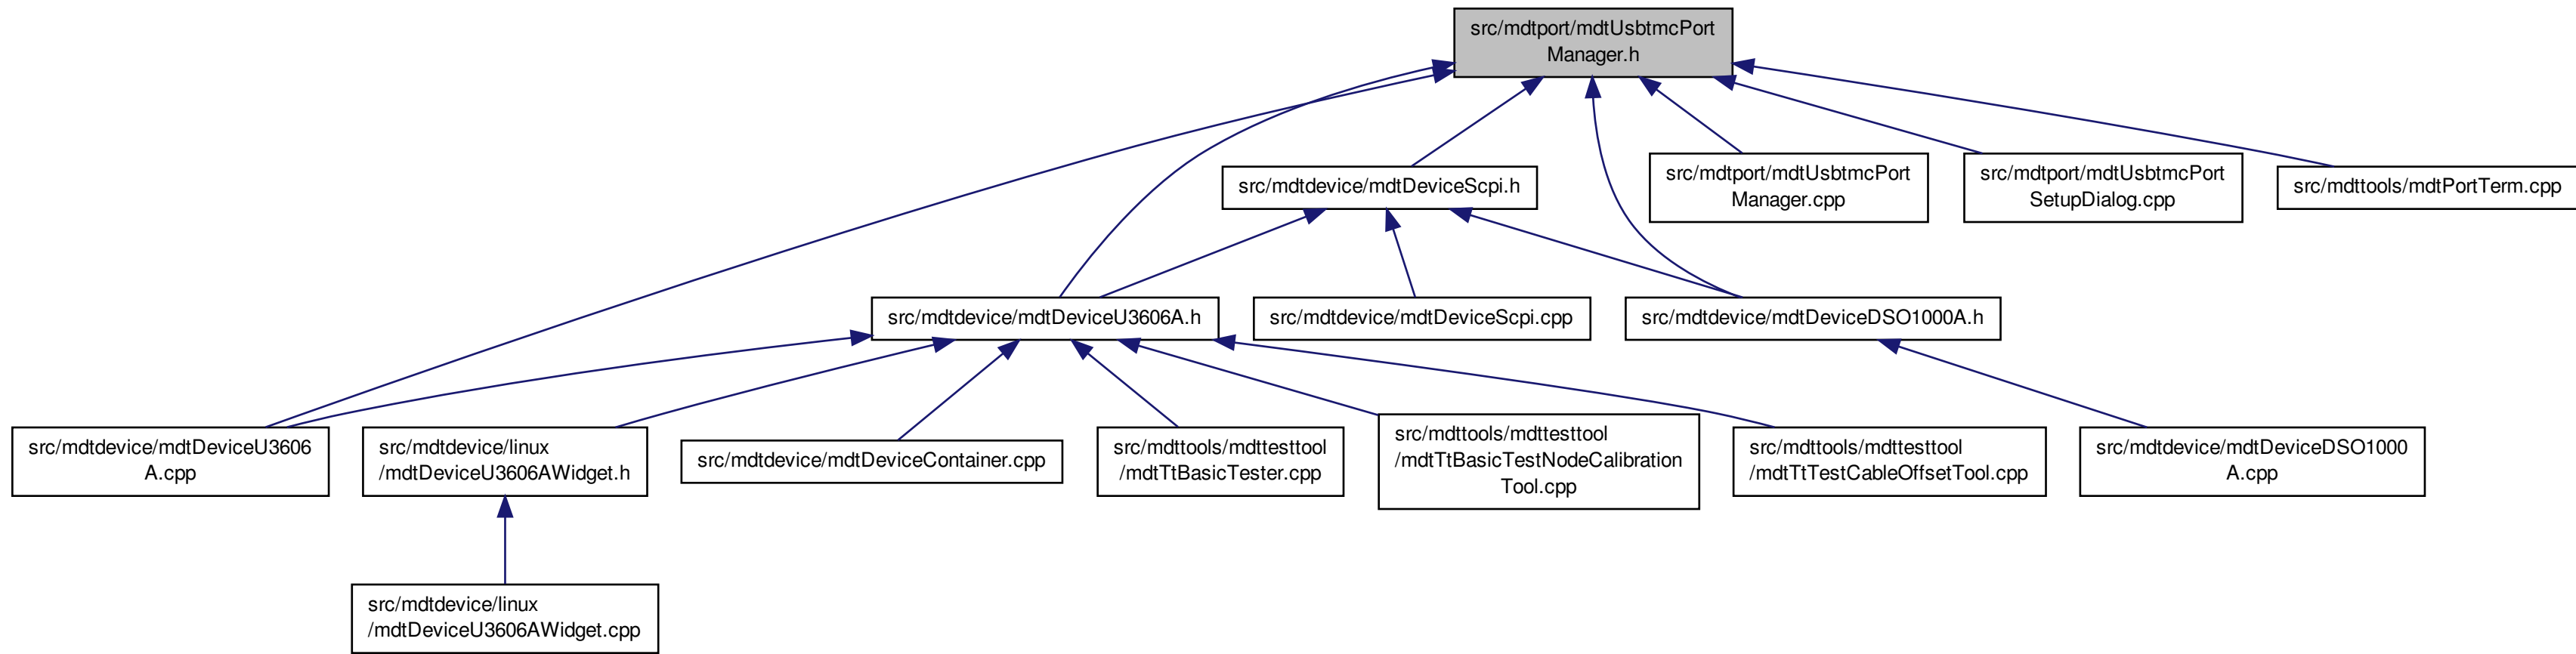 src/mdtport/mdtUsbtmcPort
Manager.h
src/mdtdevice/mdtDeviceScpi.h
src/mdtport/mdtUsbtmcPort
Manager.cpp
src/mdtport/mdtUsbtmcPort
SetupDialog.cpp
src/mdttools/mdtPortTerm.cpp
src/mdtdevice/mdtDeviceU3606A.h
src/mdtdevice/mdtDeviceScpi.cpp
src/mdtdevice/mdtDeviceDSO1000A.h
src/mdtdevice/mdtDeviceU3606
A.cpp
src/mdtdevice/linux
/mdtDeviceU3606AWidget.h
src/mdtdevice/mdtDeviceContainer.cpp
src/mdttools/mdttesttool
/mdtTtBasicTester.cpp
src/mdttools/mdttesttool
/mdtTtBasicTestNodeCalibration
Tool.cpp
src/mdttools/mdttesttool
/mdtTtTestCableOffsetTool.cpp
src/mdtdevice/mdtDeviceDSO1000
A.cpp
src/mdtdevice/linux
/mdtDeviceU3606AWidget.cpp